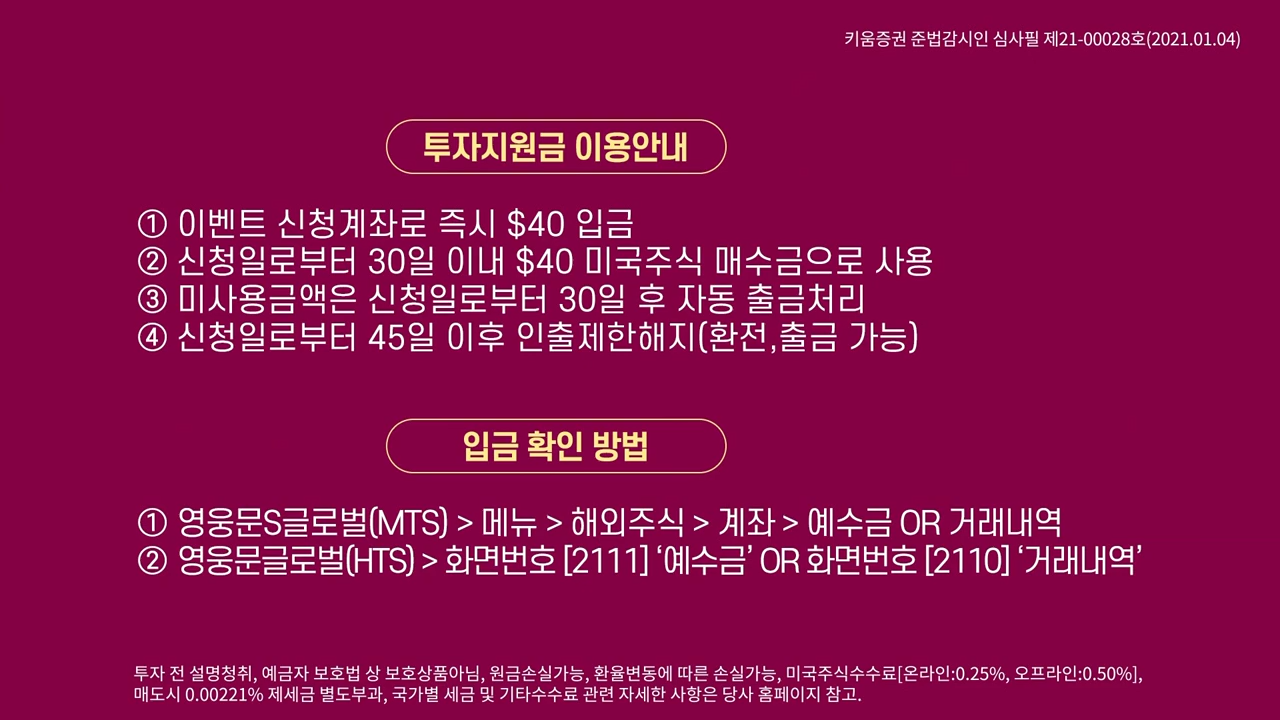 키움증권 준법감시인 심사필 제21-00028호(2021.01.04)
투자지원금 이용안내
① 이벤트 신청계좌로 즉시 $40 입금
② 신청일로부터 30일 이내 $40 미국주식 매수금으로 사용
③ 미사용금액은 신청일로부터 30일 후 자동 출금처리
④ 신청일로부터 45일 이후 인출제한해지(환전,출금 가능)
입금 확인 방법
① 영웅문S글로벌(MTS) > 메뉴 > 해외주식 > 계좌 > 예수금 OR 거래내역
② 영웅문글로벌(HTS) > 화면번호 [2111] ‘예수금’ OR 화면번호 [2110] ‘거래내역’
투자 전 설명청취, 예금자 보호법 상 보호상품아님, 원금손실가능, 환율변동에 따른 손실가능, 미국주식수수료[온라인:0.25%, 오프라인:0.50%],
매도시 0.00221% 제세금 별도부과, 국가별 세금 및 기타수수료 관련 자세한 사항은 당사 홈페이지 참고.